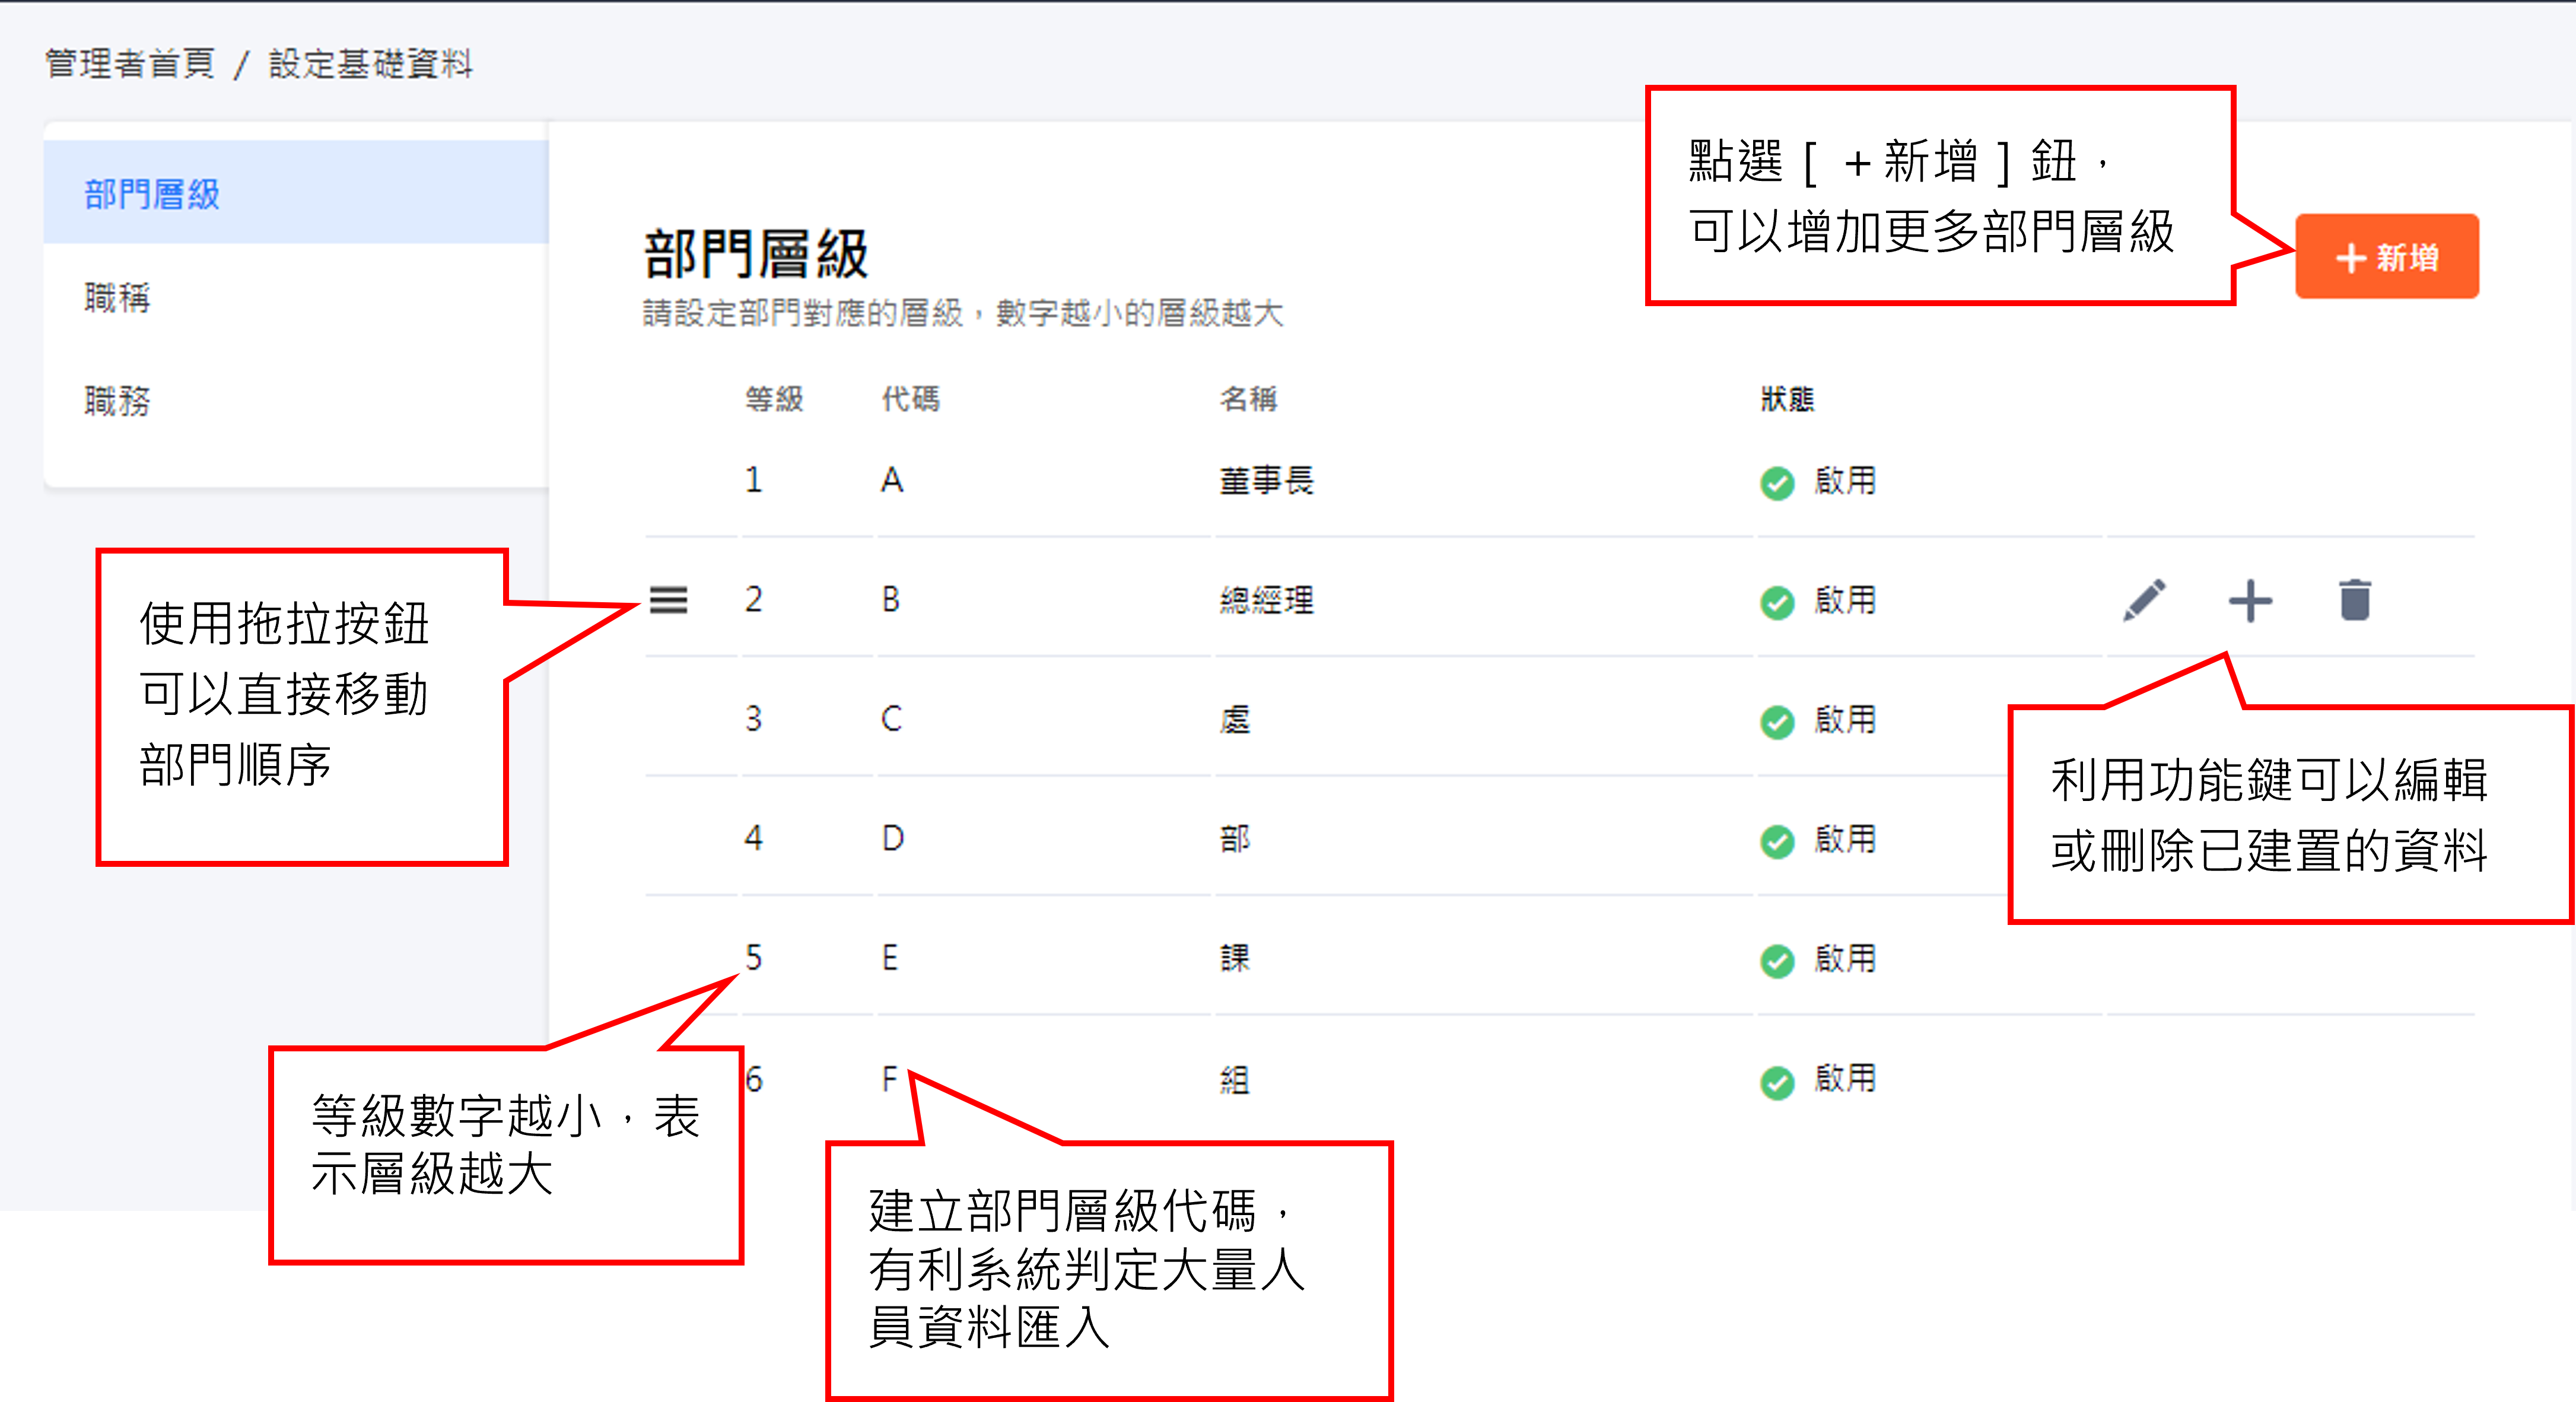 管理者首頁 / 設定基礎資料
部門層級
職稱
職務
部門層級
請設定部門對應的層級，數字越小的層級越大
點選 [ +新增 ] 鈕，
可以增加更多部門層級
+ 新增
等級 代碼 名稱 狀態
1 A 董事長 啟用
2 B 總經理 啟用
3 C 處 啟用
4 D 部 啟用
5 E 課 啟用
6 F 組 啟用
使用拖拉按鈕
可以直接移動
部門順序
利用功能鍵可以編輯
或刪除已建置的資料
等級數字越小，表
示層級越大
建立部門層級代碼，
有利系統判定大量人
員資料匯入